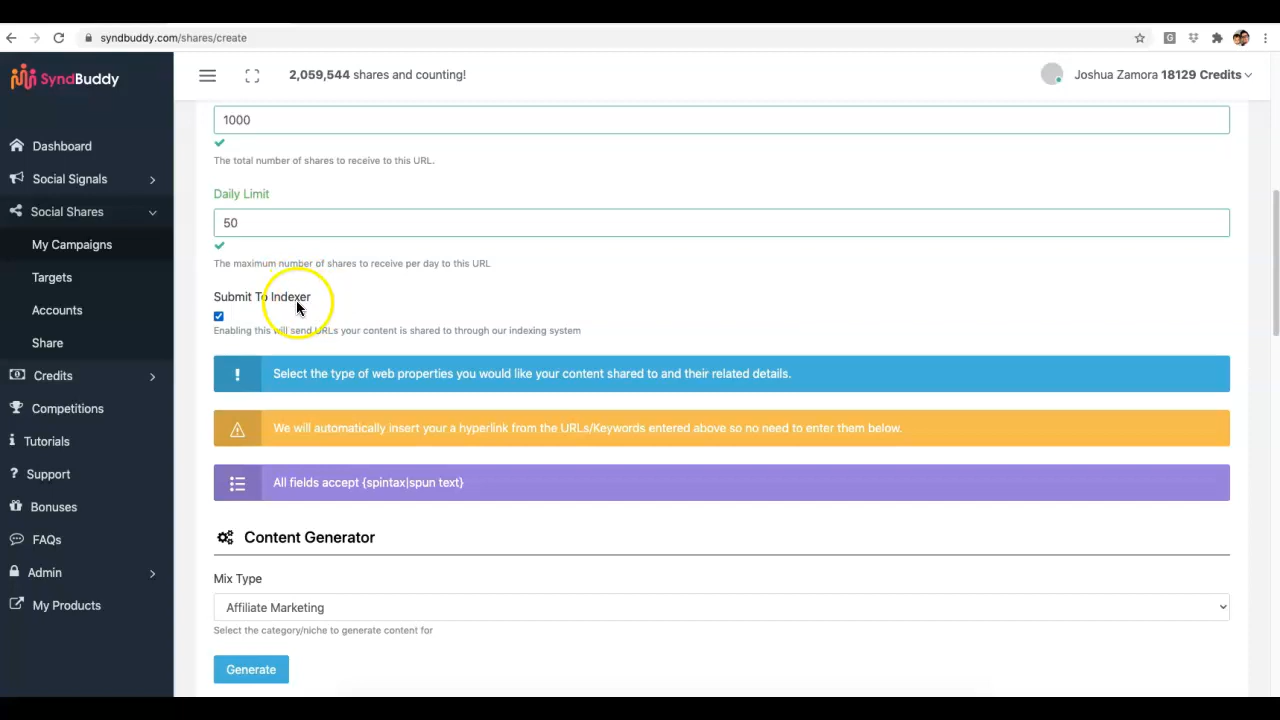 syndbuddy.com/shares/create
SyndBuddy
2,059,544 shares and counting!
Joshua Zamora 18129 Credits
Dashboard
Social Signals
Social Shares
My Campaigns
Targets
Accounts
Share
Credits
Competitions
Tutorials
Support
Bonuses
FAQs
Admin
My Products
1000
The total number of shares to receive to this URL.
Daily Limit
50
The maximum number of shares to receive per day to this URL
Submit To Indexer
Enabling this will send URLs your content is shared to through our indexing system
Select the type of web properties you would like your content shared to and their related details.
We will automatically insert your a hyperlink from the URLs/Keywords entered above so no need to enter them below.
All fields accept {spintax|spun text}
Content Generator
Mix Type
Affiliate Marketing
Select the category/niche to generate content for
Generate